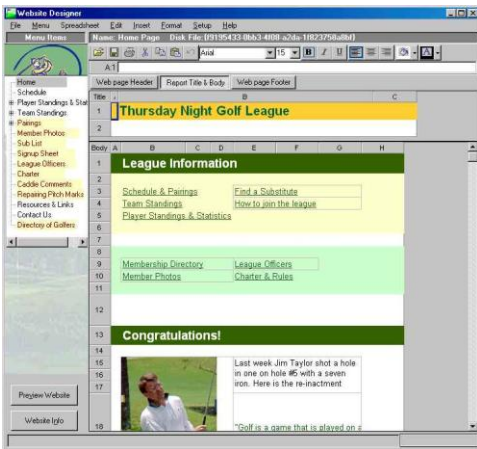 Website Designer
File Menu Spreadsheet Edit Insert Format Setup Help
Menu Items Name: Home Page Disk File:
Arial 15 B I U A
A:1
Home
Schedule
Player Standings & Stat
Team Standings
Pairings
Member Photos
Sub List
Signup Sheet
League Officers
Charter
Caddie Comments
Repairing Pitch Marks
Resources & Links
Contact Us
Directory of Golfers
Preview Website
Website Info
Web page Header Report Title & Body Web page Footer
Title B C
1 Thursday Night Golf League
2
Body A B C D E F G H
1 League Information
2
3 Schedule & Pairings Find a Substitute
4 Team Standings How to join the league
5 Player Standings & Statistics
6
7
8
9 Membership Directory League Officers
10 Member Photos Charter & Rules
11
12
13 Congratulations!
14
15 Last week Jim Taylor shot a hole
16 in one on hole #5 with a seven
17 iron. Here is the re-inactment
18 "Golf is a game that is played on a